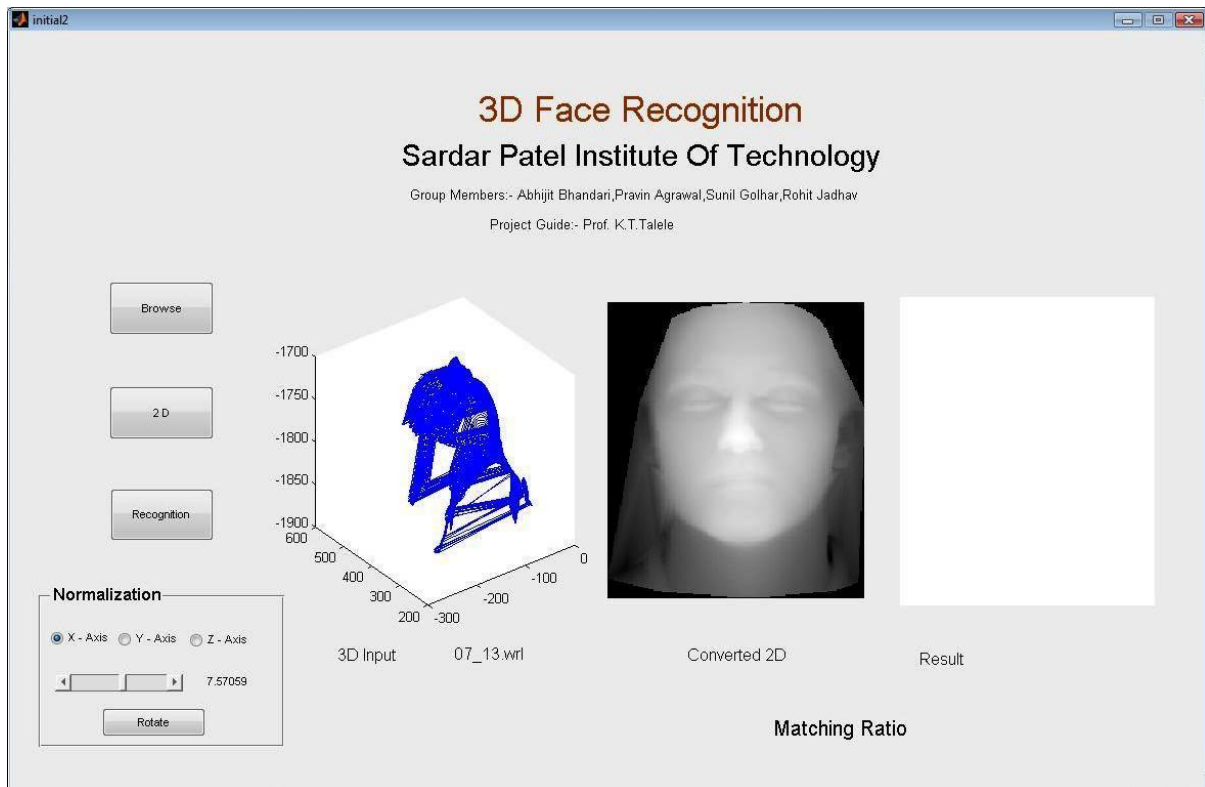 initial2
3D Face Recognition
Sardar Patel Institute Of Technology
Group Members:- Abhijit Bhandari,Pravin Agrawal,Sunil Golhar,Rohit Jadhav
Project Guide:- Prof. K.T.Talele
Browse
2 D
Recognition
Normalization
X - Axis Y - Axis Z - Axis
7.57059
Rotate
-1700
-1750
-1800
-1850
-1900
600
500
400
300
200
-300
-200
-100
0
3D Input 07_13.wrl
Converted 2D
Result
Matching Ratio